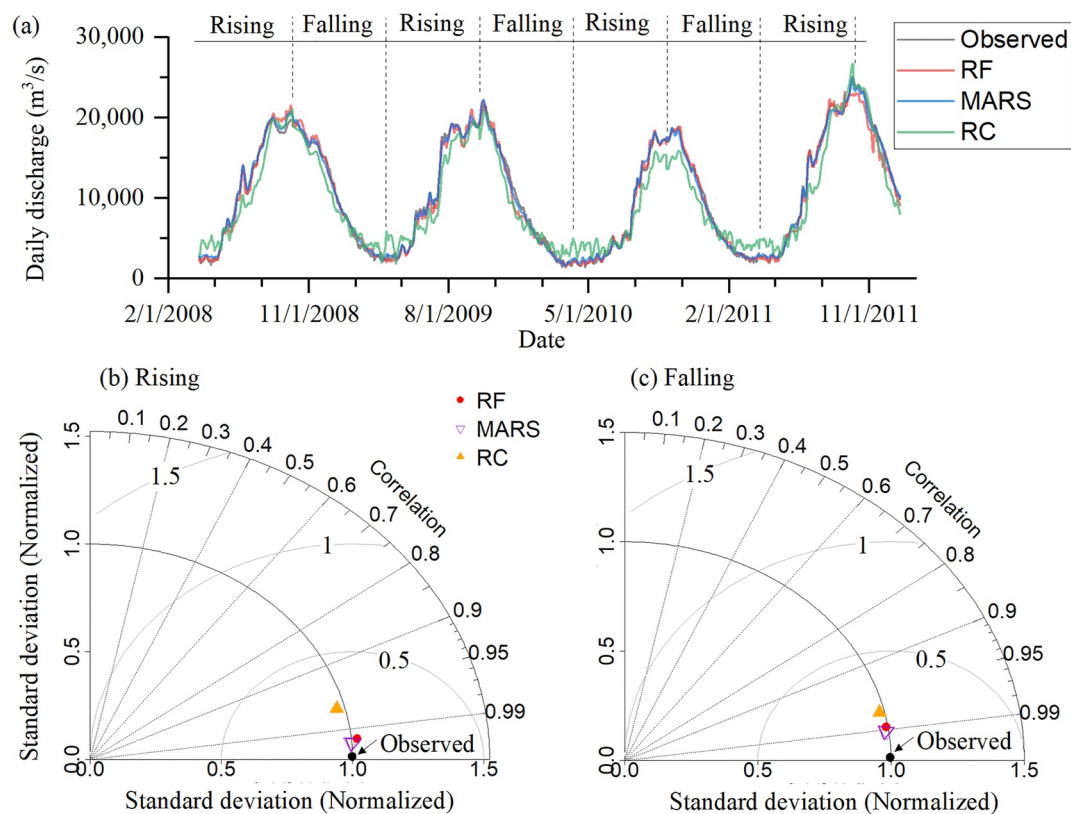 (a)
Rising Falling Rising Falling Rising Falling Rising
Daily discharge (m³/s)
30,000
20,000
10,000
0
2/1/2008 11/1/2008 8/1/2009 5/1/2010 2/1/2011 11/1/2011
Date
Observed
RF
MARS
RC
(b) Rising
RF
MARS
RC
Standard deviation (Normalized)
1.5
1.0
0.5
0.0
0.1 0.2 0.3 0.4 0.5 0.6 0.7 0.8 0.9 0.95 0.99
Correlation
1.5
1
0.5
Observed
0.0 0.5 1.0 1.5
Standard deviation (Normalized)
(c) Falling
1.5
1.0
0.5
0.0
0.1 0.2 0.3 0.4 0.5 0.6 0.7 0.8 0.9 0.95 0.99
Correlation
1.5
1
0.5
Observed
0.0 0.5 1.0 1.5
Standard deviation (Normalized)